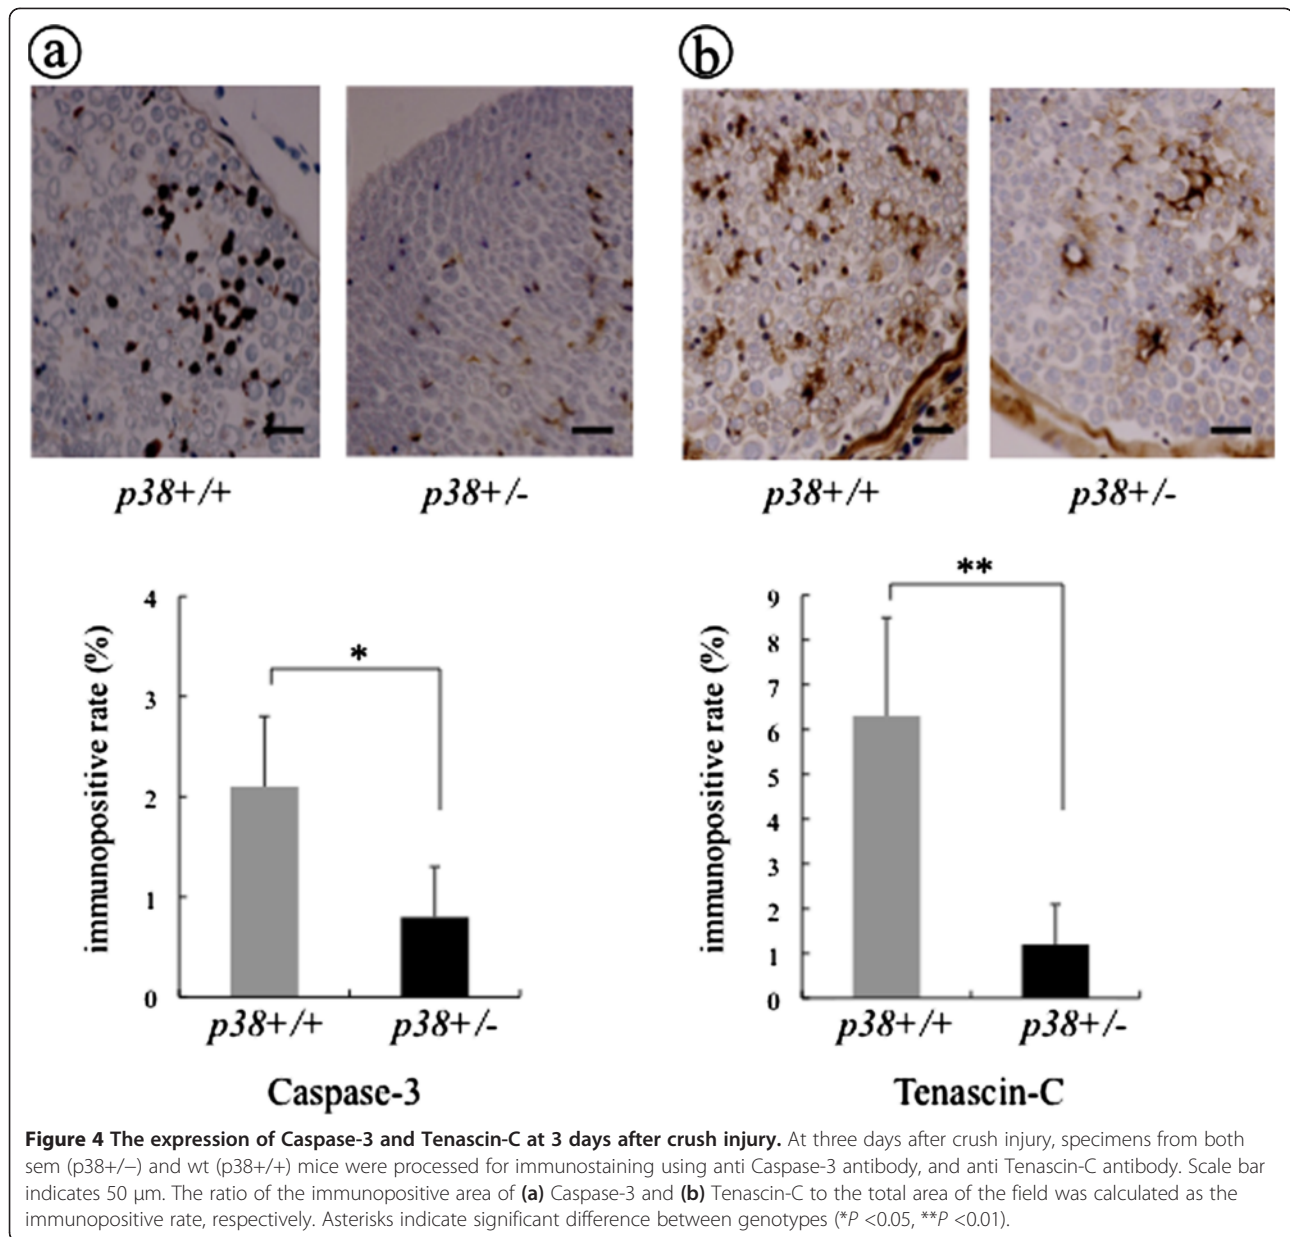 a
b
p38+/+
p38+/-
p38+/+
p38+/-
immunopositive rate (%)
4
3
2
1
0
*
p38+/+
p38+/-
Caspase-3
immunopositive rate (%)
9
8
7
6
5
4
3
2
1
0
**
p38+/+
p38+/-
Tenascin-C
Figure 4 The expression of Caspase-3 and Tenascin-C at 3 days after crush injury. At three days after crush injury, specimens from both
sem (p38+/−) and wt (p38+/+) mice were processed for immunostaining using anti Caspase-3 antibody, and anti Tenascin-C antibody. Scale bar
indicates 50 μm. The ratio of the immunopositive area of (a) Caspase-3 and (b) Tenascin-C to the total area of the field was calculated as the
immunopositive rate, respectively. Asterisks indicate significant difference between genotypes (*P <0.05, **P <0.01).